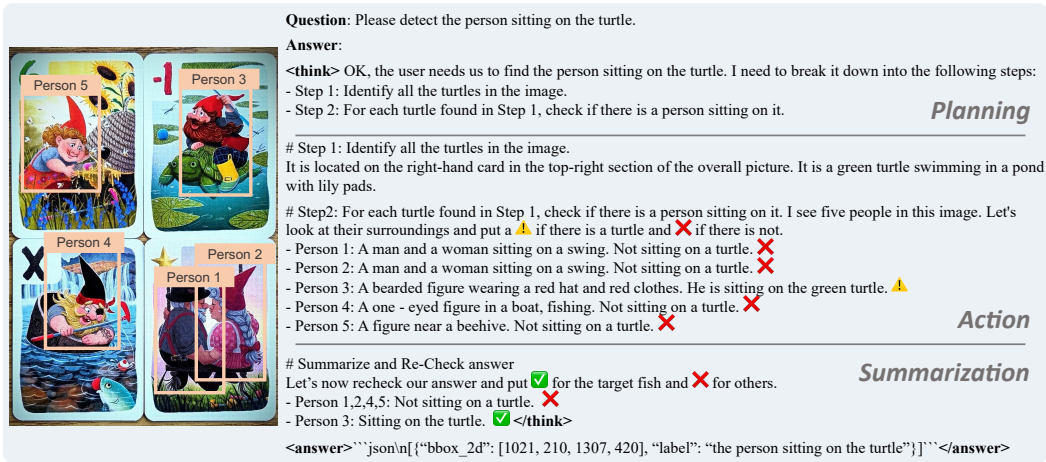 Person 5
Person 3
Person 4
Person 2
Person 1
-1
X
Question: Please detect the person sitting on the turtle.
Answer:
<think> OK, the user needs us to find the person sitting on the turtle. I need to break it down into the following steps:
- Step 1: Identify all the turtles in the image.
- Step 2: For each turtle found in Step 1, check if there is a person sitting on it.
Planning
# Step 1: Identify all the turtles in the image.
It is located on the right-hand card in the top-right section of the overall picture. It is a green turtle swimming in a pond
with lily pads.
# Step2: For each turtle found in Step 1, check if there is a person sitting on it. I see five people in this image. Let's
look at their surroundings and put a ⚠️ if there is a turtle and ❌ if there is not.
- Person 1: A man and a woman sitting on a swing. Not sitting on a turtle. ❌
- Person 2: A man and a woman sitting on a swing. Not sitting on a turtle. ❌
- Person 3: A bearded figure wearing a red hat and red clothes. He is sitting on the green turtle. ⚠️
- Person 4: A one - eyed figure in a boat, fishing. Not sitting on a turtle. ❌
- Person 5: A figure near a beehive. Not sitting on a turtle. ❌
Action
# Summarize and Re-Check answer
Let's now recheck our answer and put ✅ for the target fish and ❌ for others.
- Person 1,2,4,5: Not sitting on a turtle. ❌
- Person 3: Sitting on the turtle. ✅ </think>
Summarization
<answer>```json\n[{"bbox_2d": [1021, 210, 1307, 420], "label": "the person sitting on the turtle"}]```</answer>